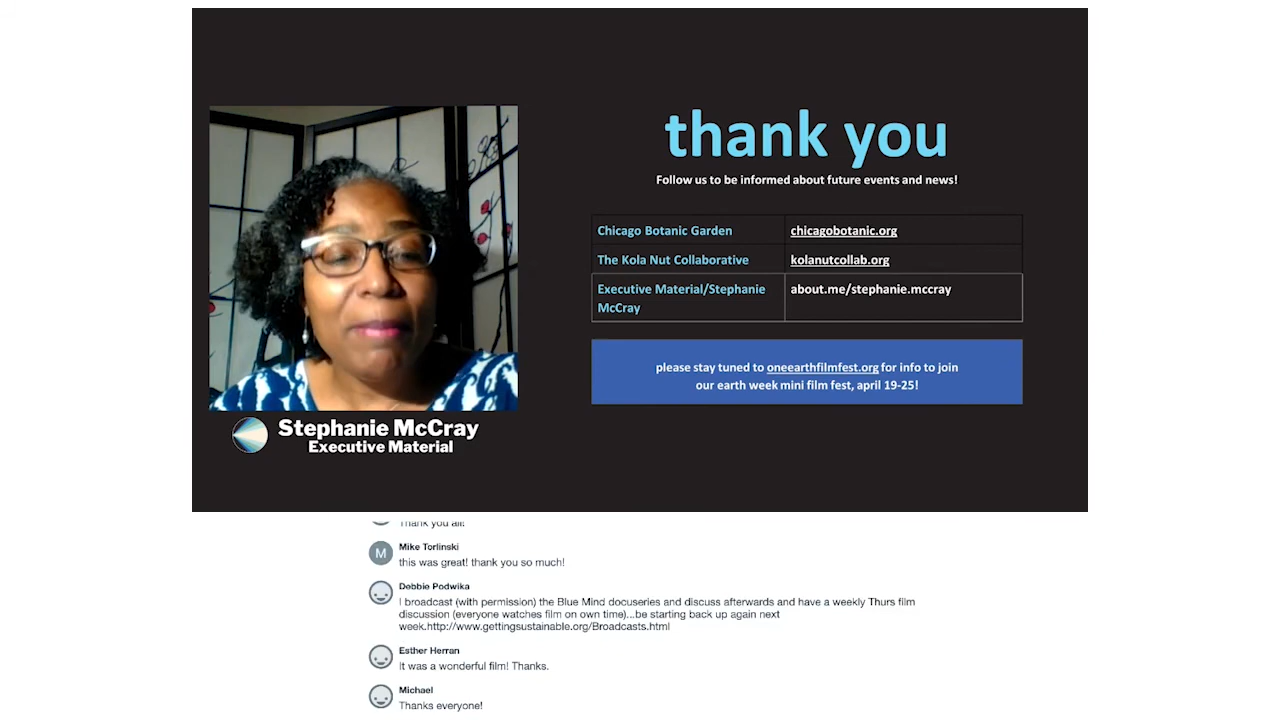 thank you
Follow us to be informed about future events and news!
Chicago Botanic Garden
chicagobotanic.org
The Kola Nut Collaborative
kolanutcollab.org
Executive Material/Stephanie
McCray
about.me/stephanie.mccray
please stay tuned to oneearthfilmfest.org for info to join
our earth week mini film fest, april 19-25!
Stephanie McCray
Executive Material
Thank you all!
M
Mike Torlinski
this was great! thank you so much!
Debbie Podwika
I broadcast (with permission) the Blue Mind docuseries and discuss afterwards and have a weekly Thurs film
discussion (everyone watches film on own time)...be starting back up again next
week.http://www.gettingsustainable.org/Broadcasts.html
Esther Herran
It was a wonderful film! Thanks.
Michael
Thanks everyone!